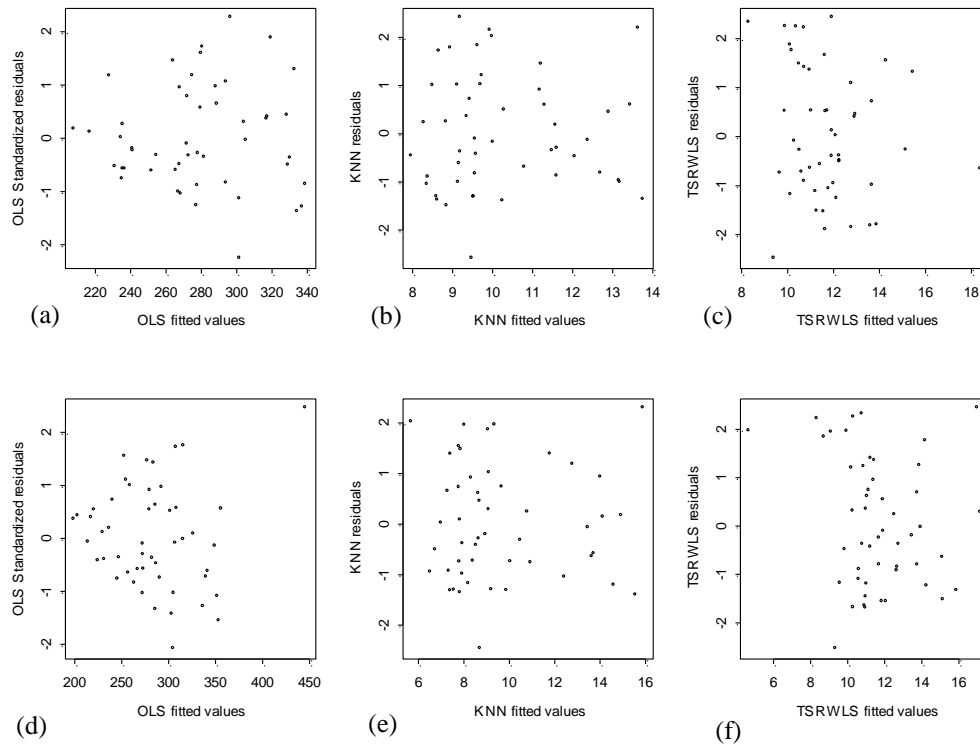 OLS Standardized residuals
-2 -1 0 1 2
220 240 260 280 300 320 340
(a)
OLS fitted values
KNN residuals
-2 -1 0 1 2
8 9 10 11 12 13 14
(b)
KNN fitted values
TSRWLS residuals
-2 -1 0 1 2
8 10 12 14 16 18
(c)
TSRWLS fitted values
OLS Standardized residuals
-2 -1 0 1 2
200 250 300 350 400 450
(d)
OLS fitted values
KNN residuals
-2 -1 0 1 2
6 8 10 12 14 16
(e)
KNN fitted values
TSRWLS residuals
-2 -1 0 1 2
6 8 10 12 14 16
(f)
TSRWLS fitted values